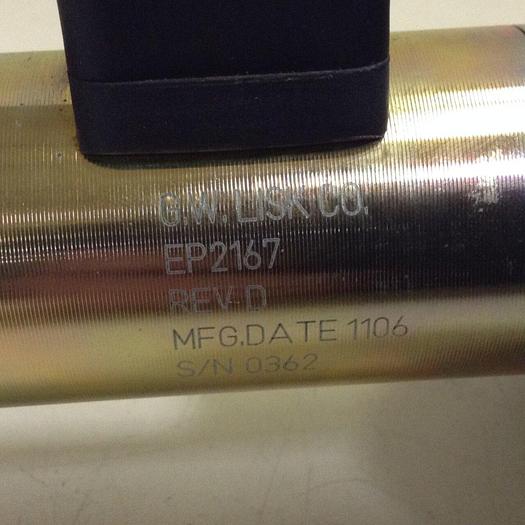 G.W. LISK CO.
EP2167
REV D
MFG.DATE 1106
S/N 0362